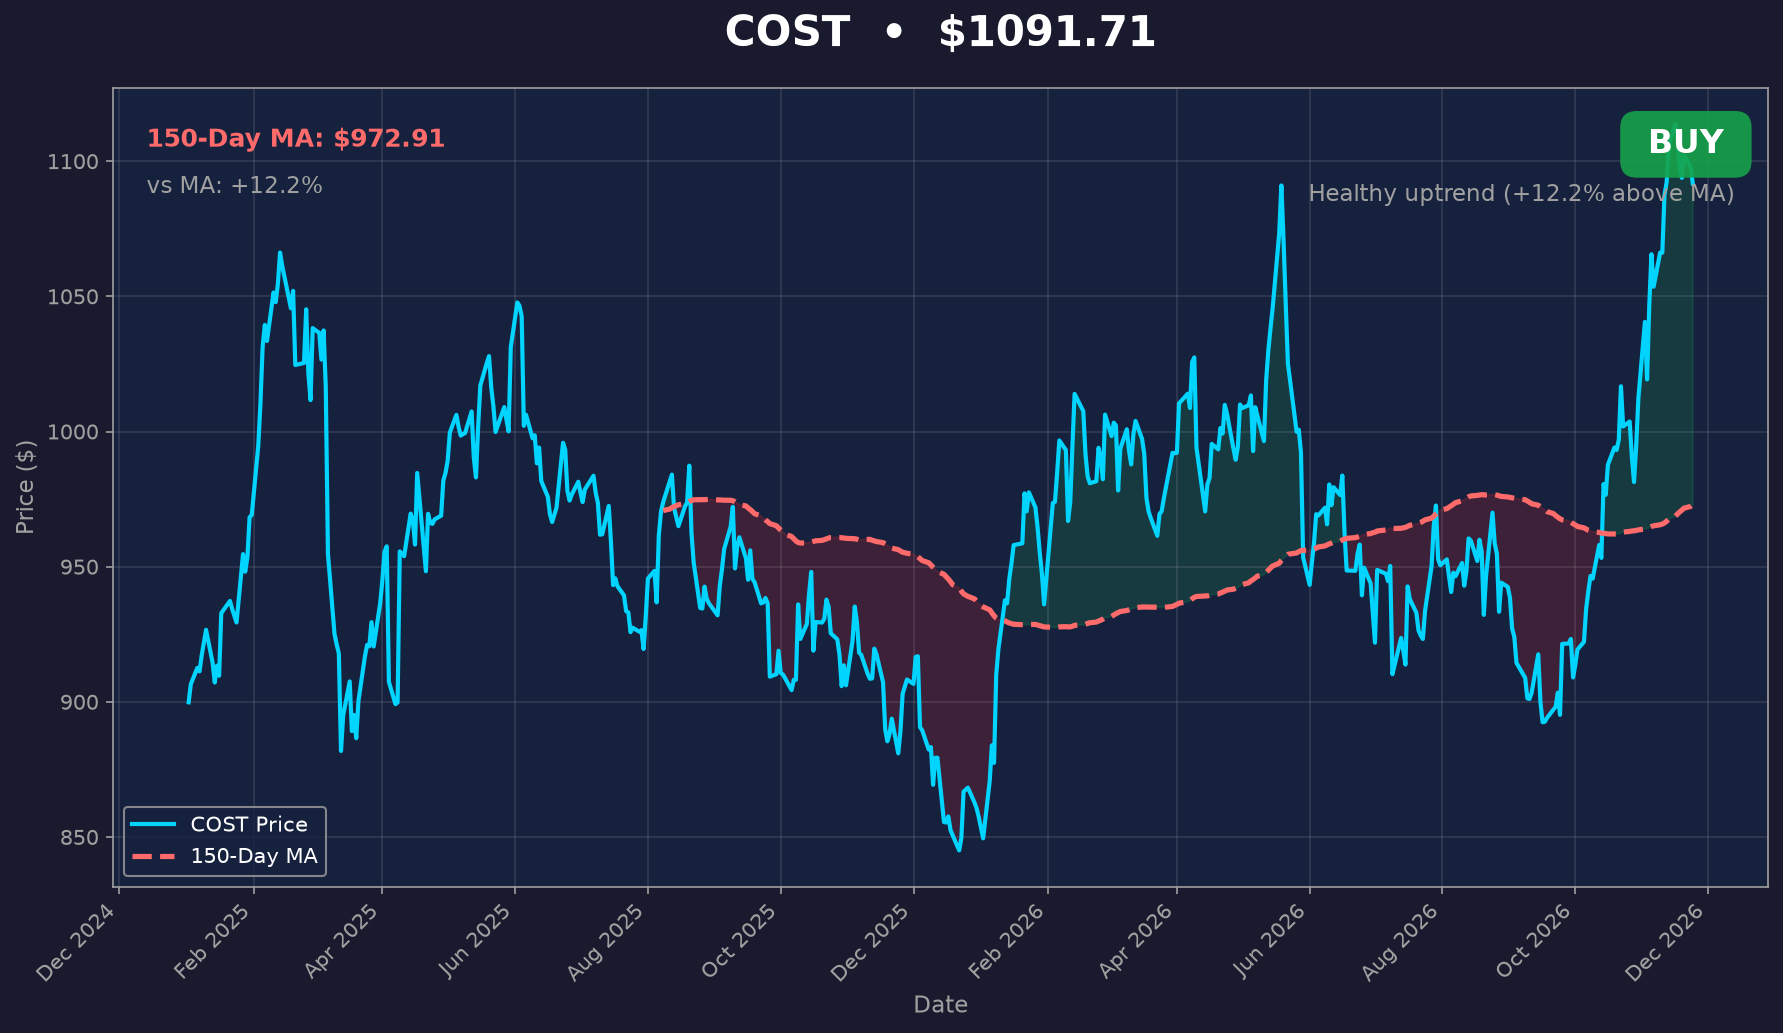 COST • $1091.71
150-Day MA: $972.91
vs MA: +12.2%
BUY
Healthy uptrend (+12.2% above MA)
Price ($)
1100
1050
1000
950
900
850
COST Price
150-Day MA
Dec 2024
Feb 2025
Apr 2025
Jun 2025
Aug 2025
Oct 2025
Dec 2025
Feb 2026
Apr 2026
Jun 2026
Aug 2026
Oct 2026
Dec 2026
Date